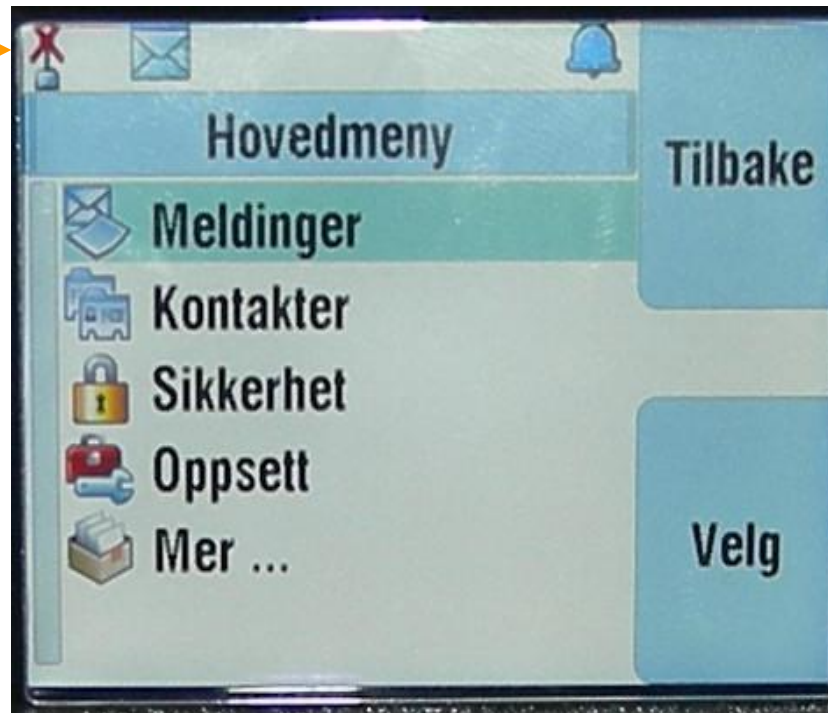 Hovedmeny
Tilbake
Meldinger
Kontakter
Sikkerhet
Oppsett
Mer ...
Velg